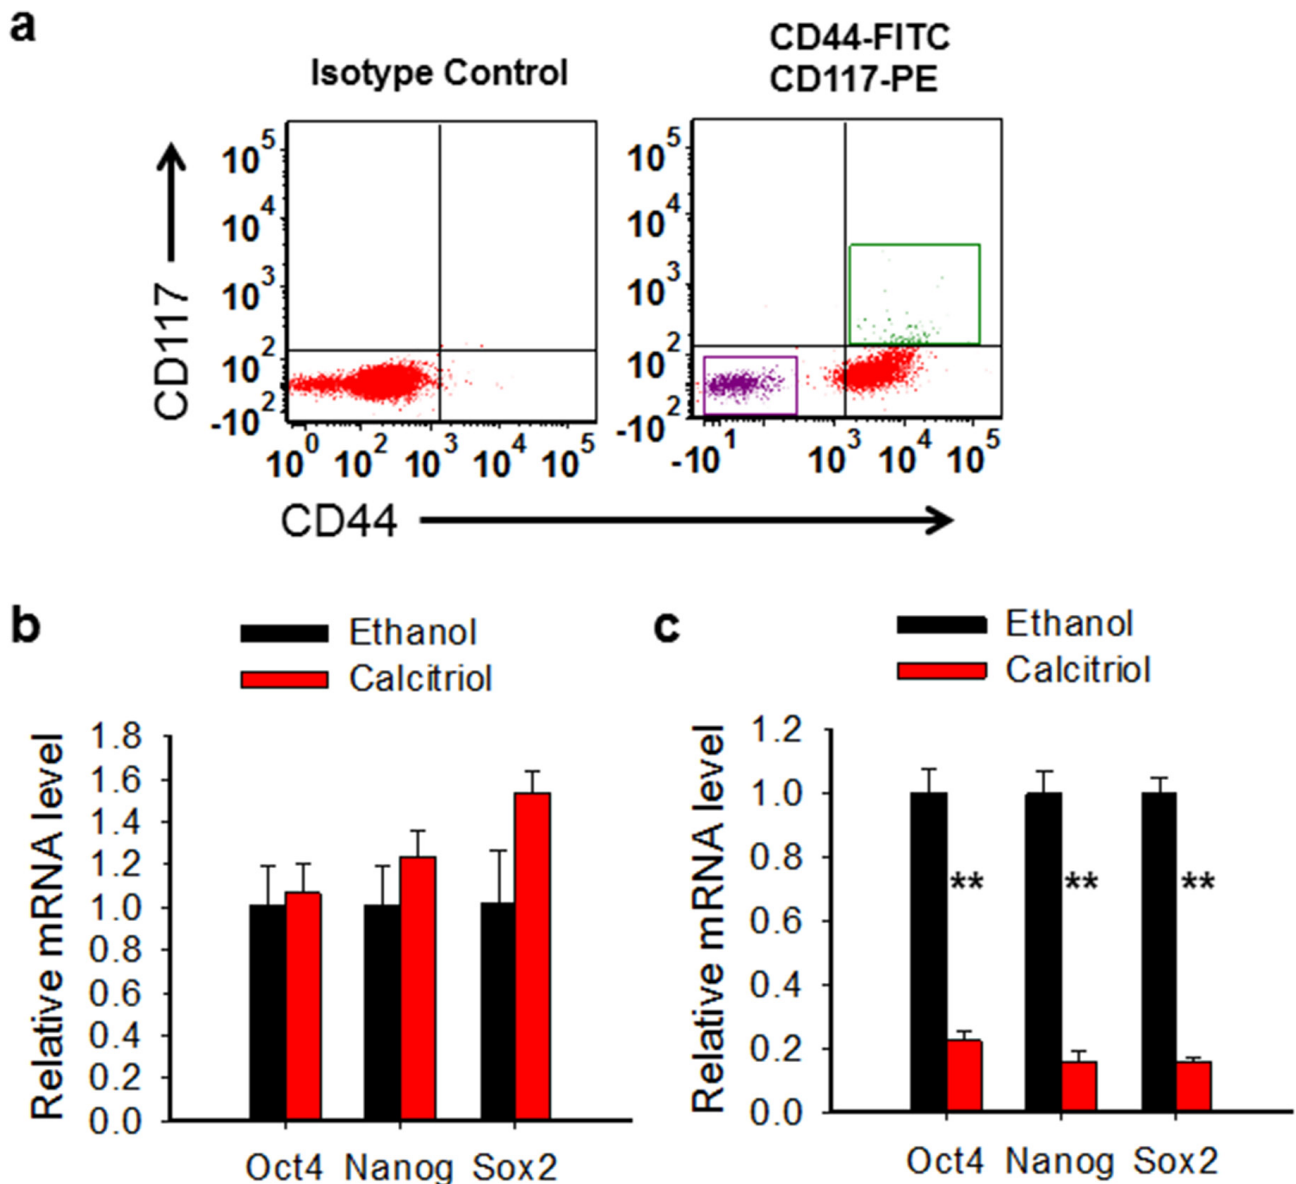 a
Isotype Control
CD44-FITC
CD117-PE
CD117
10^5
10^4
10^3
10^2
10
-10^2
10^0 10^2 10^3 10^4 10^5
10^5
10^4
10^3
10^2
10
-10^2
-10^1 10^3 10^4 10^5
CD44
b
Ethanol
Calcitriol
Relative mRNA level
1.8
1.6
1.4
1.2
1.0
0.8
0.6
0.4
0.2
0.0
Oct4 Nanog Sox2
c
Ethanol
Calcitriol
Relative mRNA level
1.2
1.0
0.8
0.6
0.4
0.2
0.0
** ** **
Oct4 Nanog Sox2